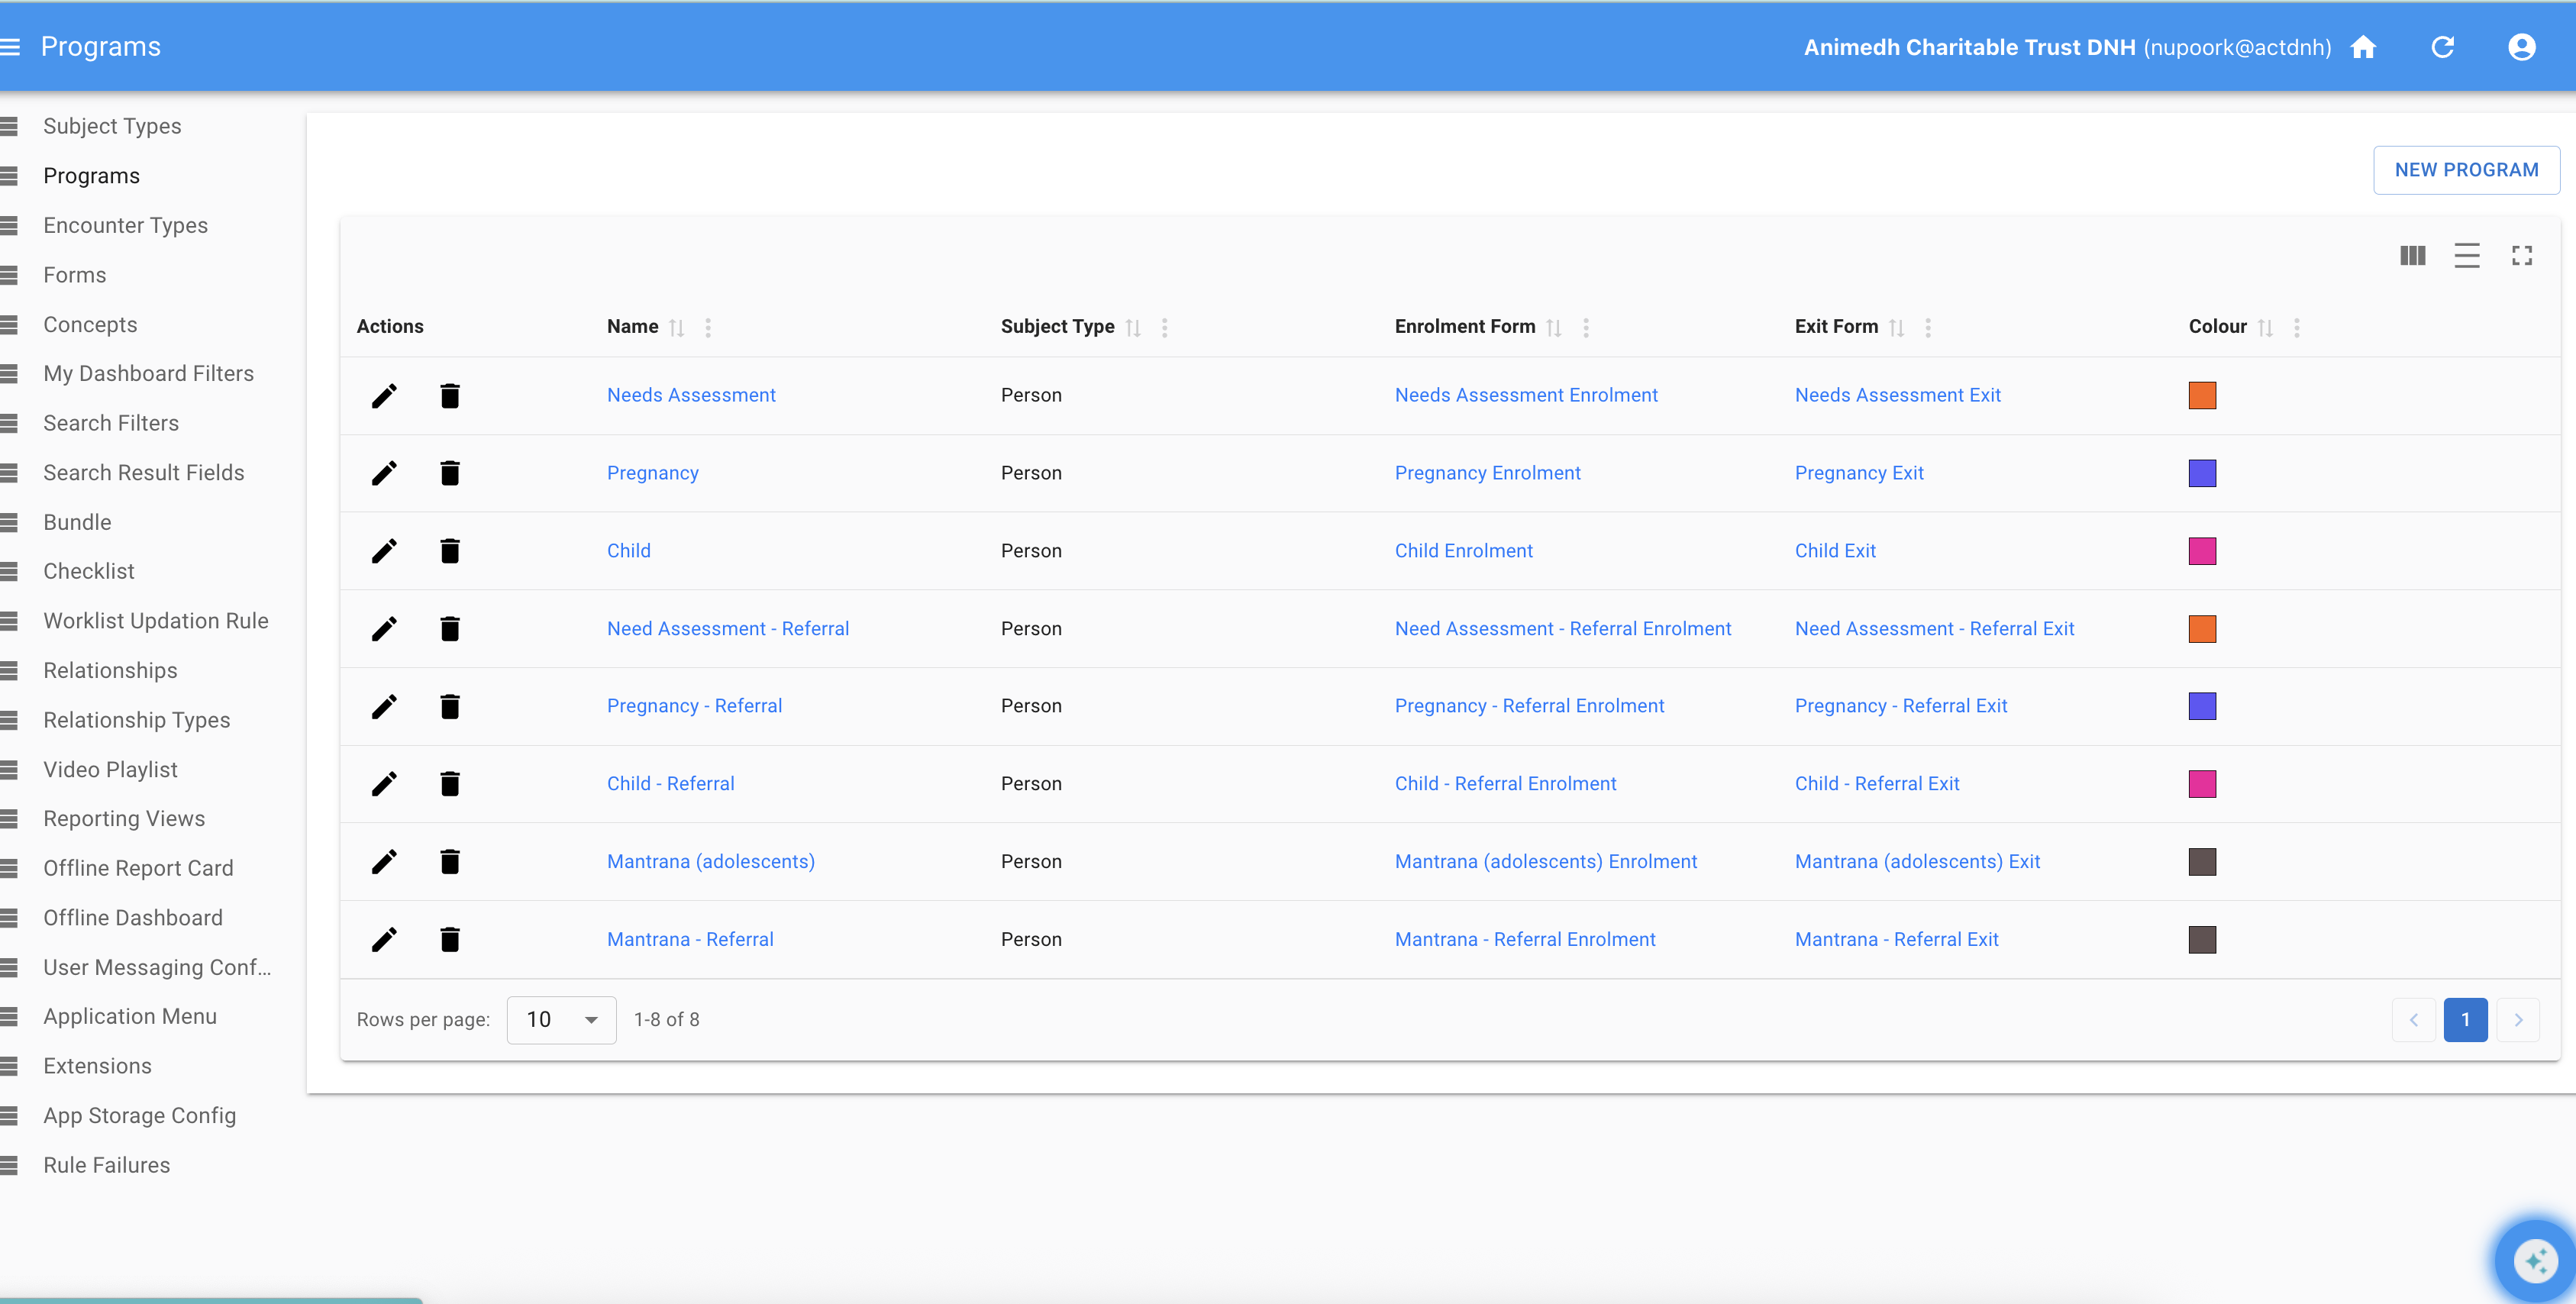 Programs
Animedh Charitable Trust DNH (nupoork@actdnh)
Subject Types
Programs
Encounter Types
Forms
Concepts
My Dashboard Filters
Search Filters
Search Result Fields
Bundle
Checklist
Worklist Updation Rule
Relationships
Relationship Types
Video Playlist
Reporting Views
Offline Report Card
Offline Dashboard
User Messaging Conf...
Application Menu
Extensions
App Storage Config
Rule Failures
NEW PROGRAM
Actions Name Subject Type Enrolment Form Exit Form Colour
Needs Assessment Person Needs Assessment Enrolment Needs Assessment Exit
Pregnancy Person Pregnancy Enrolment Pregnancy Exit
Child Person Child Enrolment Child Exit
Need Assessment - Referral Person Need Assessment - Referral Enrolment Need Assessment - Referral Exit
Pregnancy - Referral Person Pregnancy - Referral Enrolment Pregnancy - Referral Exit
Child - Referral Person Child - Referral Enrolment Child - Referral Exit
Mantrana (adolescents) Person Mantrana (adolescents) Enrolment Mantrana (adolescents) Exit
Mantrana - Referral Person Mantrana - Referral Enrolment Mantrana - Referral Exit
Rows per page: 10 1-8 of 8 1